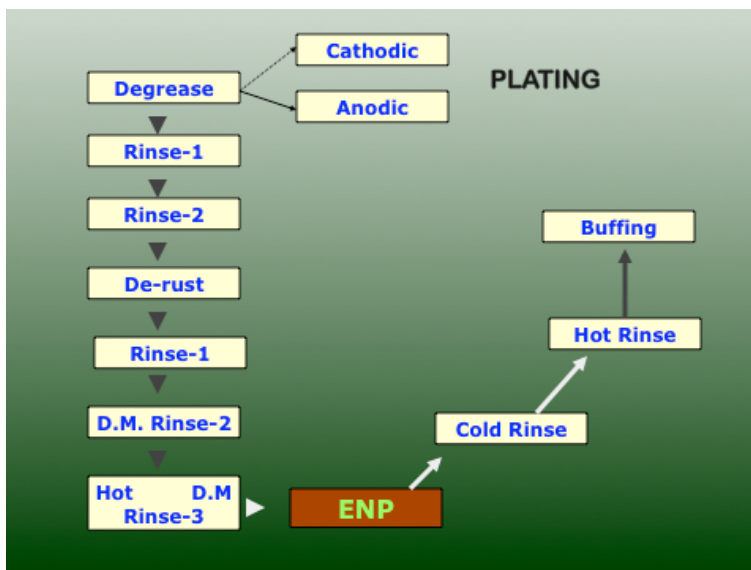 Cathodic
PLATING
Degrease
Anodic
Rinse-1
Rinse-2
Buffing
De-rust
Hot Rinse
Rinse-1
D.M. Rinse-2
Cold Rinse
Hot D.M
Rinse-3
ENP